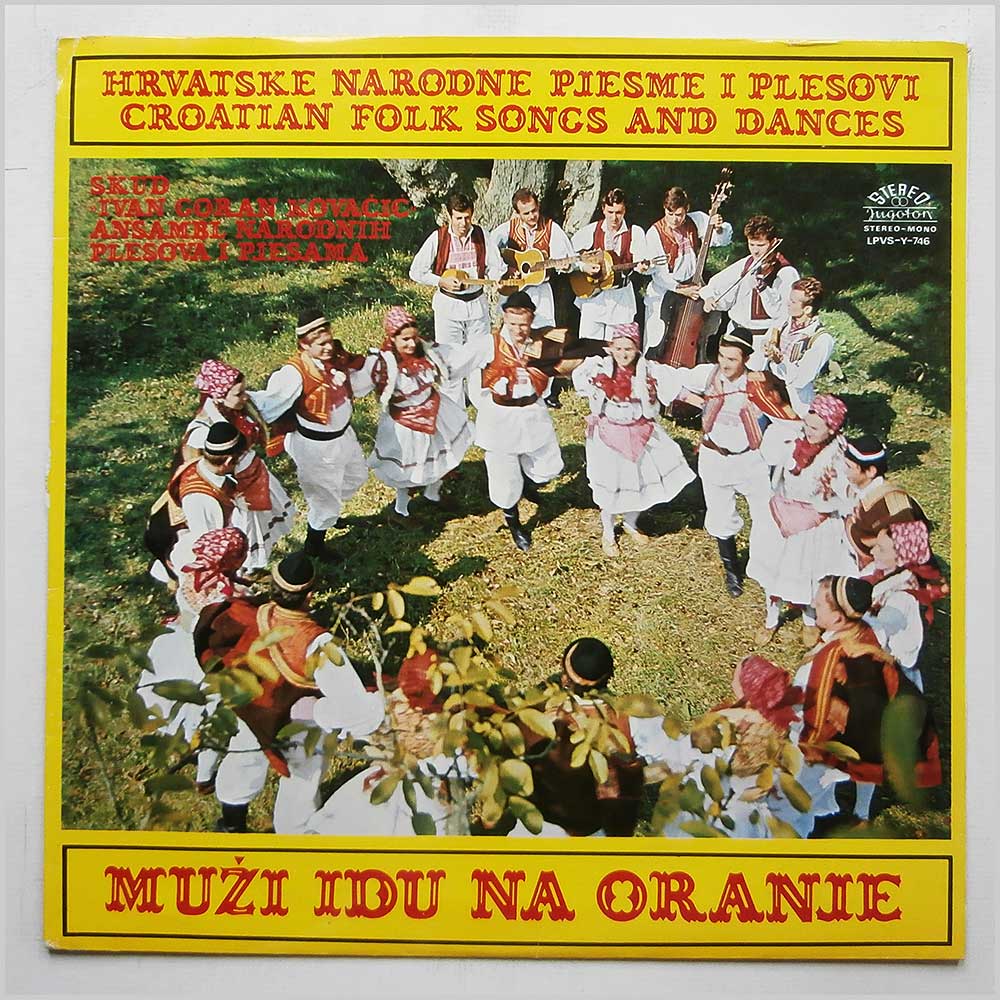 HRVATSKE NARODNE PJESME I PLESOVI
CROATIAN FOLK SONGS AND DANCES
SKUD
»IVAN GORAN KOVAČIĆ«
ANSAMBL NARODNIH
PLESOVA I PJESAMA
STEREO
Jugoton
STEREO-MONO
LPVS-Y-746
MUŽI IDU NA ORANJE